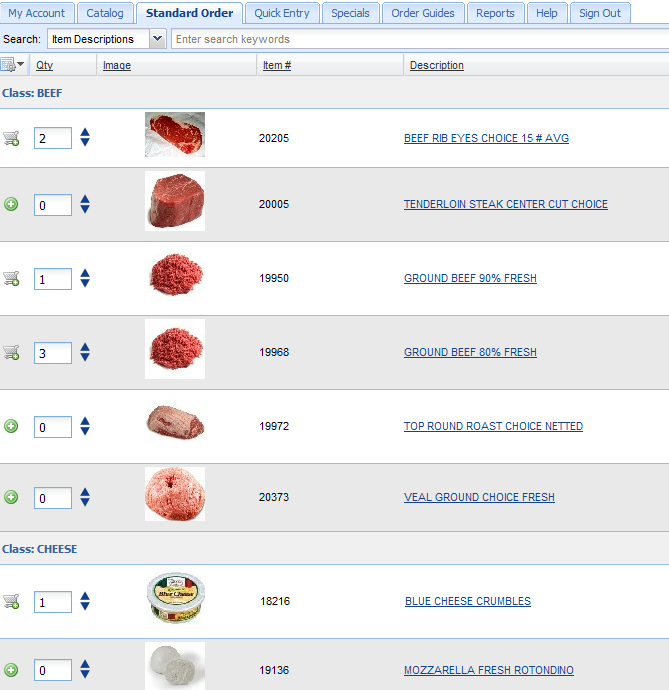 My Account Catalog Standard Order Quick Entry Specials Order Guides Reports Help Sign Out
Search: Item Descriptions Enter search keywords
Qty Image Item # Description
Class: BEEF
2 20205 BEEF RIB EYES CHOICE 15 # AVG
0 20005 TENDERLOIN STEAK CENTER CUT CHOICE
1 19950 GROUND BEEF 90% FRESH
3 19968 GROUND BEEF 80% FRESH
0 19972 TOP ROUND ROAST CHOICE NETTED
0 20373 VEAL GROUND CHOICE FRESH
Class: CHEESE
Blue Cheese
1 18216 BLUE CHEESE CRUMBLES
0 19136 MOZZARELLA FRESH ROTONDINO